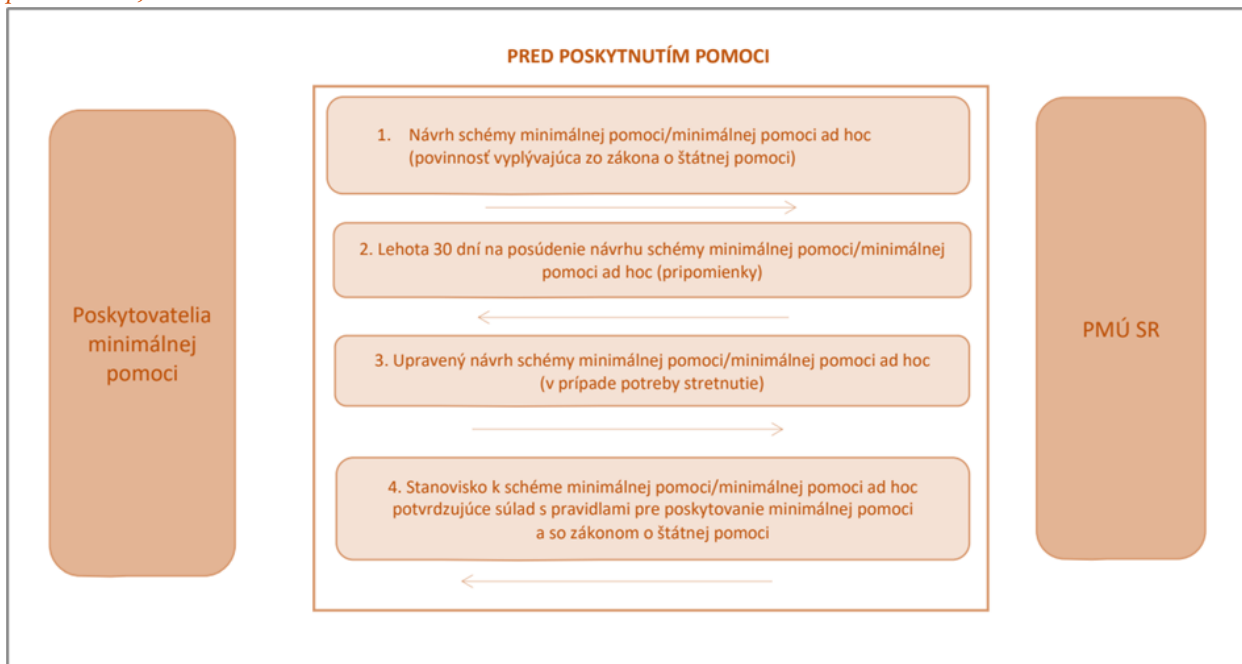 PRED POSKYTNUTÍM POMOCI
Poskytovatelia
minimálnej
pomoci
1. Návrh schémy minimálnej pomoci/minimálnej pomoci ad hoc
(povinnosť vyplývajúca zo zákona o štátnej pomoci)
2. Lehota 30 dní na posúdenie návrhu schémy minimálnej pomoci/minimálnej
pomoci ad hoc (pripomienky)
3. Upravený návrh schémy minimálnej pomoci/minimálnej pomoci ad hoc
(v prípade potreby stretnutie)
4. Stanovisko k schéme minimálnej pomoci/minimálnej pomoci ad hoc
potvrdzujúce súlad s pravidlami pre poskytovanie minimálnej pomoci
a so zákonom o štátnej pomoci
PMÚ SR